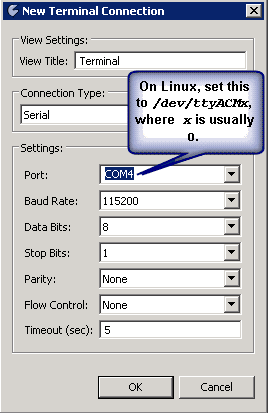 New Terminal Connection
View Settings:
View Title: Terminal
Connection Type:
Serial
On Linux, set this
to /dev/ttyACMx,
where x is usually
0.
Settings:
Port: COM4
Baud Rate: 115200
Data Bits: 8
Stop Bits: 1
Parity: None
Flow Control: None
Timeout (sec): 5
OK Cancel